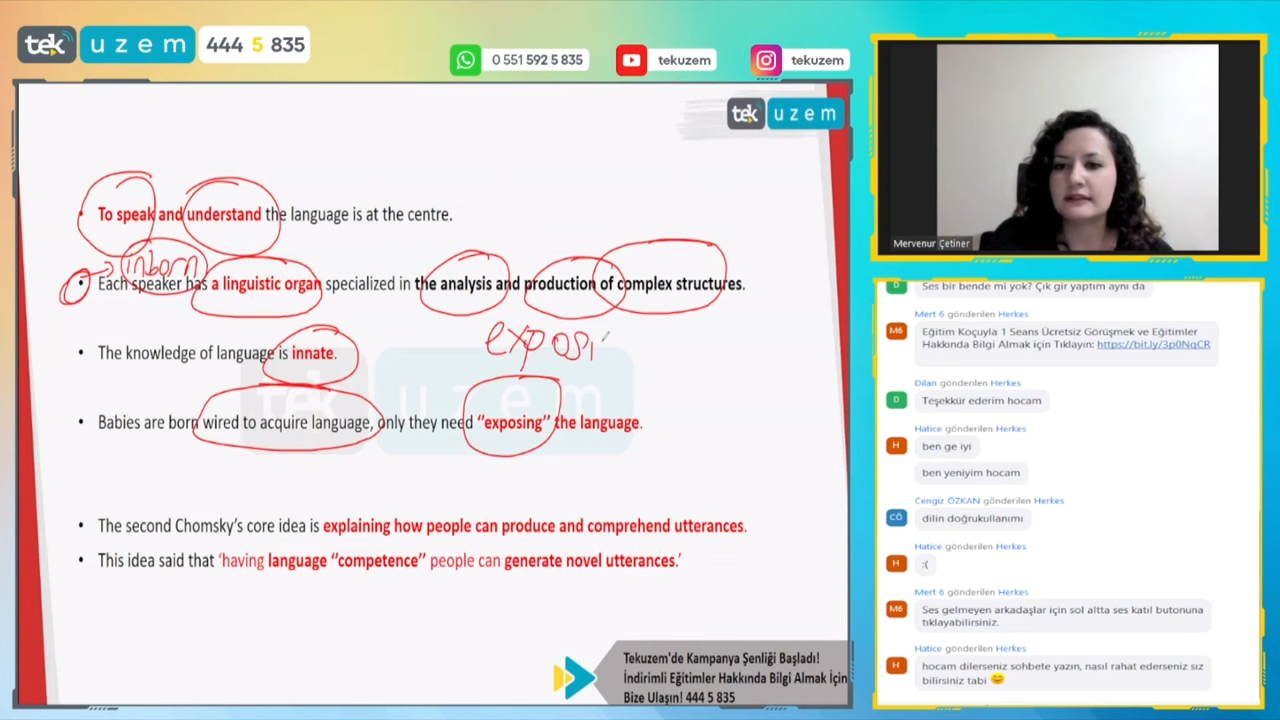 tek uzem 444 5 835
0 551 592 5 835
tekuzem
tekuzem
tek uzem
• To speak and understand the language is at the centre.
inborn
• Each speaker has a linguistic organ specialized in the analysis and production of complex structures.
exposi
• The knowledge of language is innate.
tek uzem
• Babies are born wired to acquire language, only they need “exposing” the language.
• The second Chomsky's core idea is explaining how people can produce and comprehend utterances.
• This idea said that ‘having language “competence” people can generate novel utterances.’
Tekuzem'de Kampanya Şenliği Başladı!
İndirimli Eğitimler Hakkında Bilgi Almak İçin
Bize Ulaşın! 444 5 835
Mervenur Çetiner
D
Ses bir bende mi yok? Çık gir yaptım aynı da
Mert 6 gönderilen Herkes
M6
Eğitim Koçuyla 1 Seans Ücretsiz Görüşmek ve Eğitimler
Hakkında Bilgi Almak için Tıklayın: https://bit.ly/3p0NqCR
Dilan gönderilen Herkes
D
Teşekkür ederim hocam
Hatice gönderilen Herkes
H
ben ge iyi
ben yeniyim hocam
Cengiz ÖZKAN gönderilen Herkes
CÖ
dilin doğrukullanımı
Hatice gönderilen Herkes
H
:(
Mert 6 gönderilen Herkes
M6
Ses gelmeyen arkadaşlar için sol altta ses katıl butonuna
tıklayabilirsiniz.
Hatice gönderilen Herkes
H
hocam dilerseniz sohbete yazın, nasıl rahat ederseniz sız
bilirsiniz tabi 😊